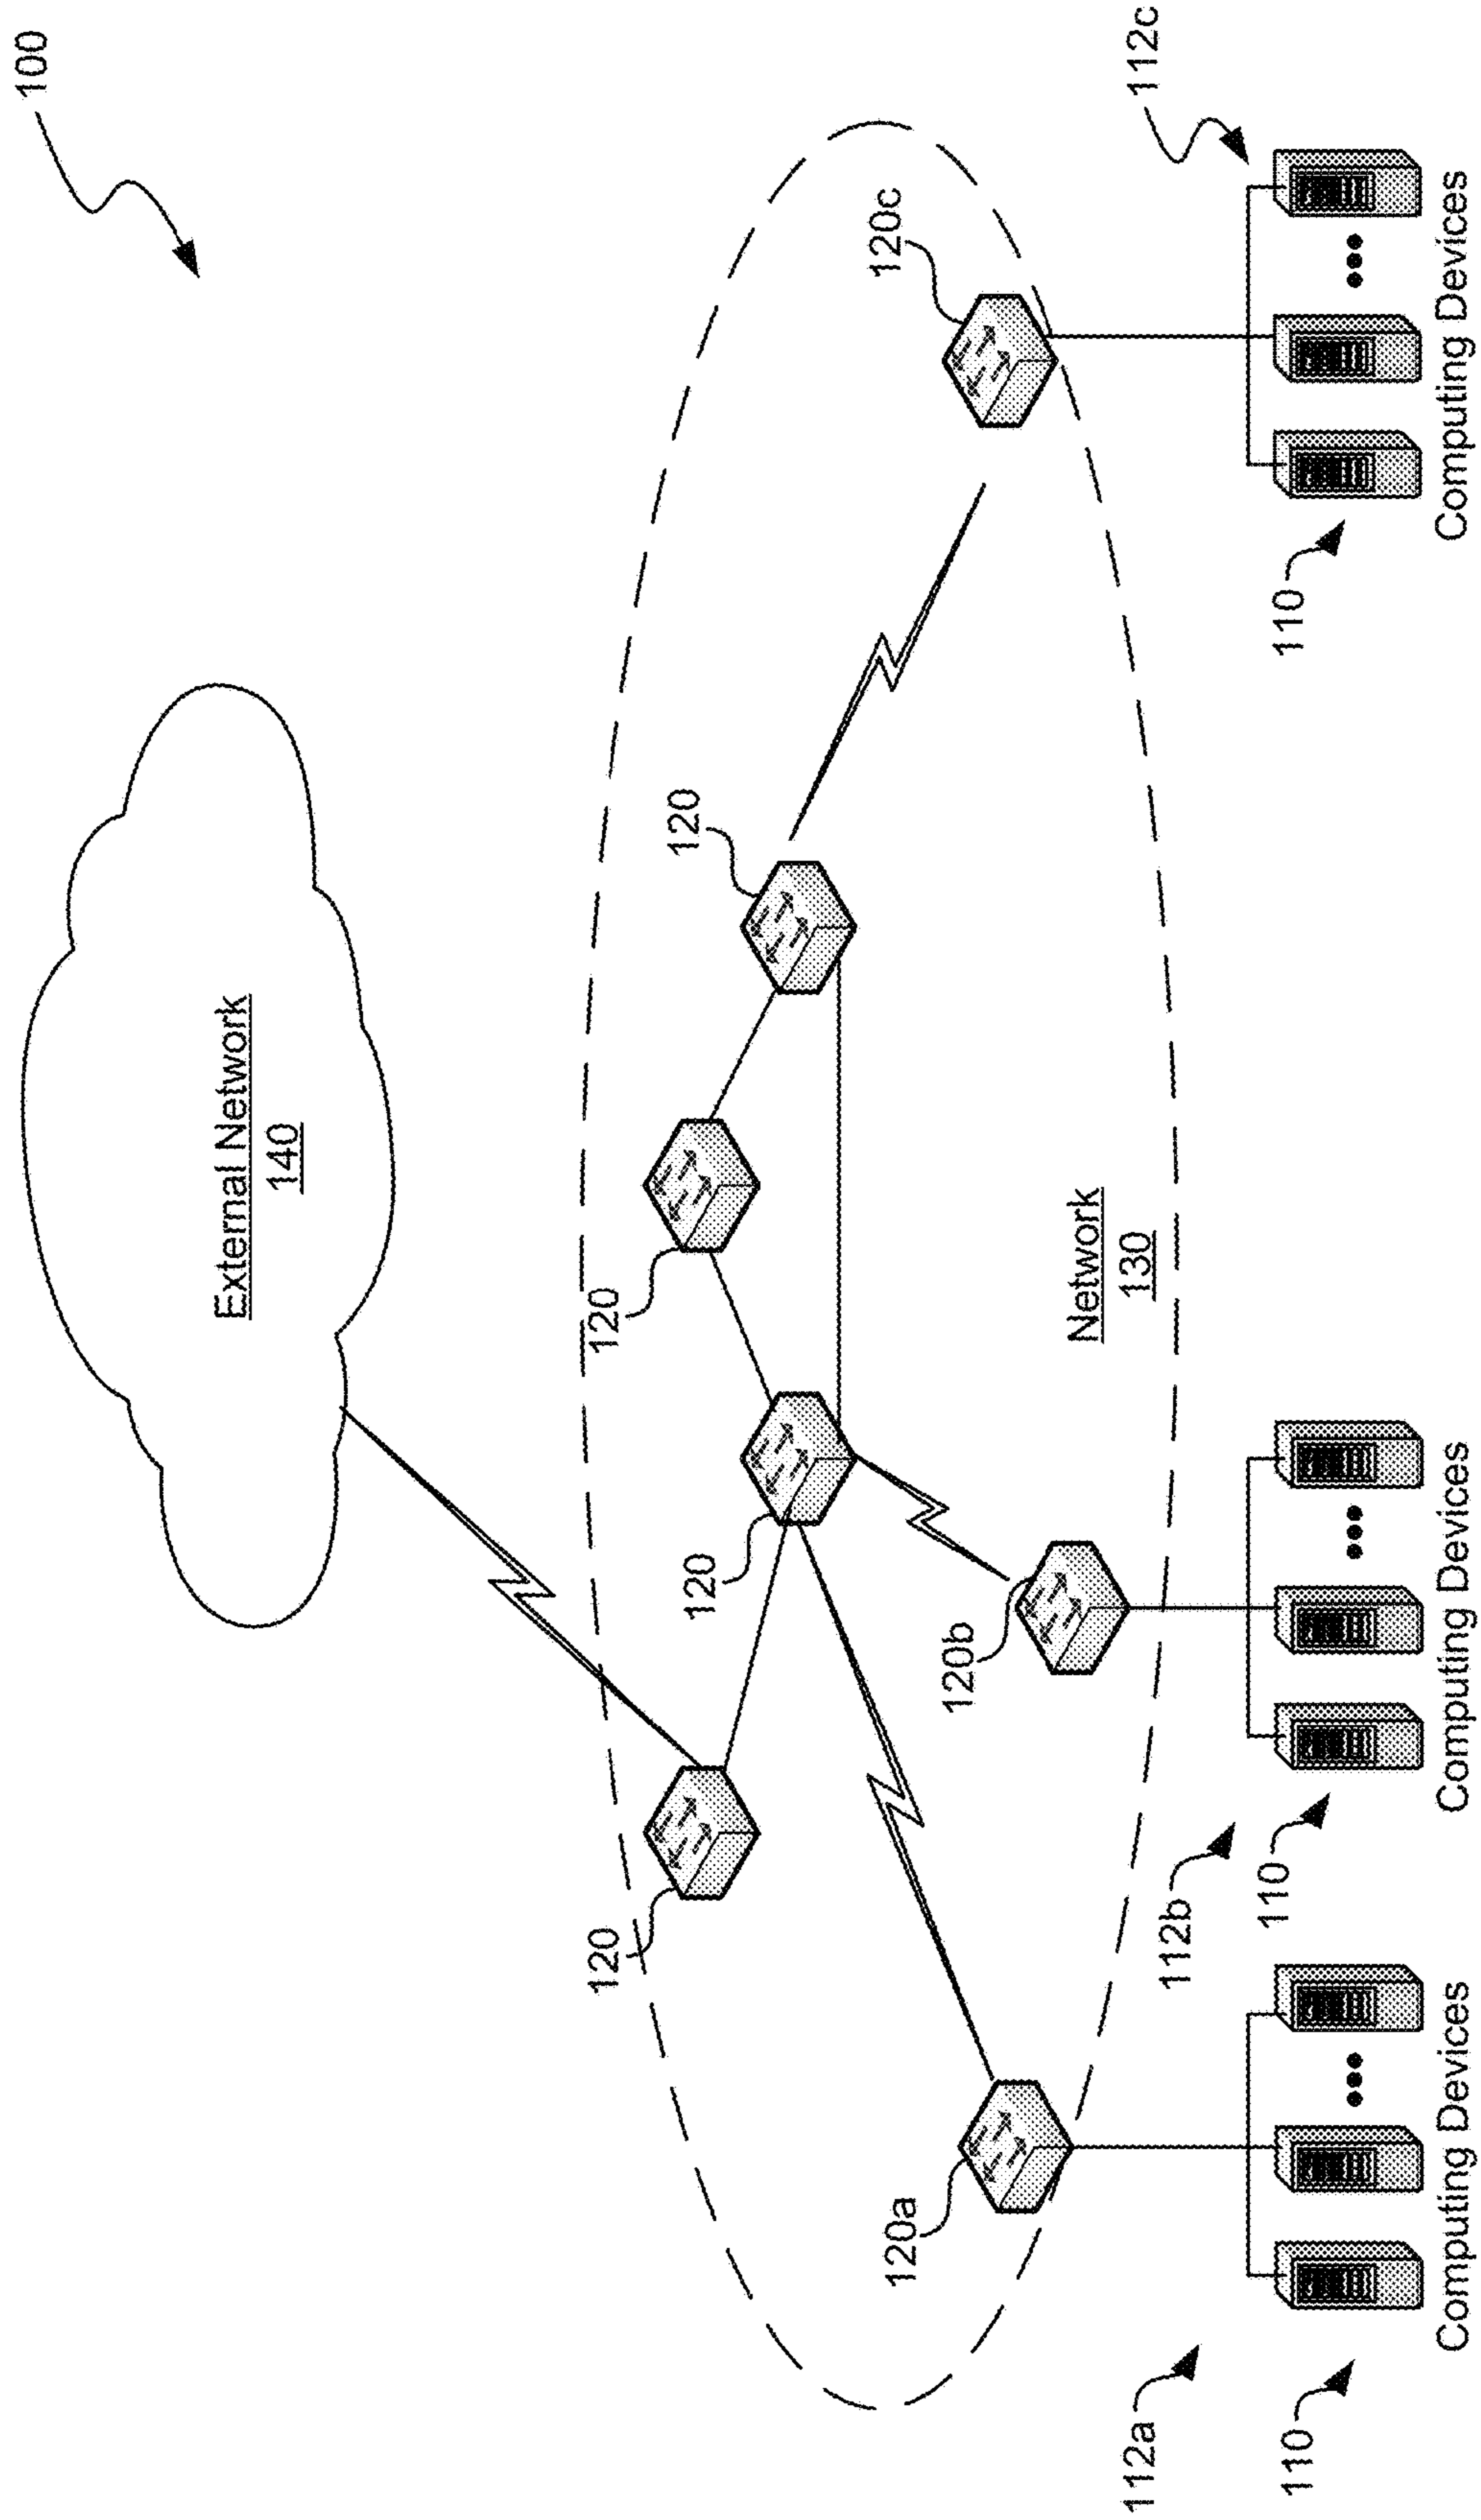 100
External Network
140
120
120
120
120
120a
120b
120c
Network
130
112a
112b
112c
110
110
110
Computing Devices
Computing Devices
Computing Devices